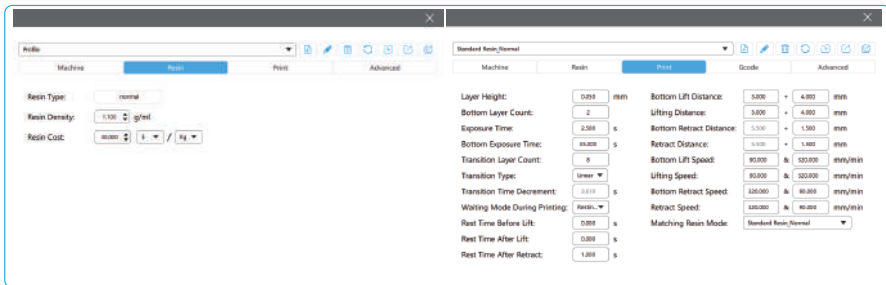 Profile
Machine Resin Print Advanced
Resin Type: normal
Resin Density: 1.100 g/ml
Resin Cost: $ / Kg
Standard Resin_Normal
Machine Resin Print Gcode Advanced
Layer Height: 0.050 mm
Bottom Layer Count: 2
Exposure Time: 2.500 s
Bottom Exposure Time: s
Transition Layer Count: 8
Transition Type: Linear
Transition Time Decrement: s
Waiting Mode During Printing: Restin...
Rest Time Before Lift: 0.000 s
Rest Time After Lift: 0.000 s
Rest Time After Retract: 1.000 s
Bottom Lift Distance: 3.000 + 4.000 mm
Lifting Distance: 3.000 + 4.000 mm
Bottom Retract Distance: 5.500 + 1.500 mm
Retract Distance: + mm
Bottom Lift Speed: 90.000 & 320.000 mm/min
Lifting Speed: 90.000 & 320.000 mm/min
Bottom Retract Speed: 320.000 & 90.000 mm/min
Retract Speed: 320.000 & 90.000 mm/min
Matching Resin Mode: Standard Resin_Normal